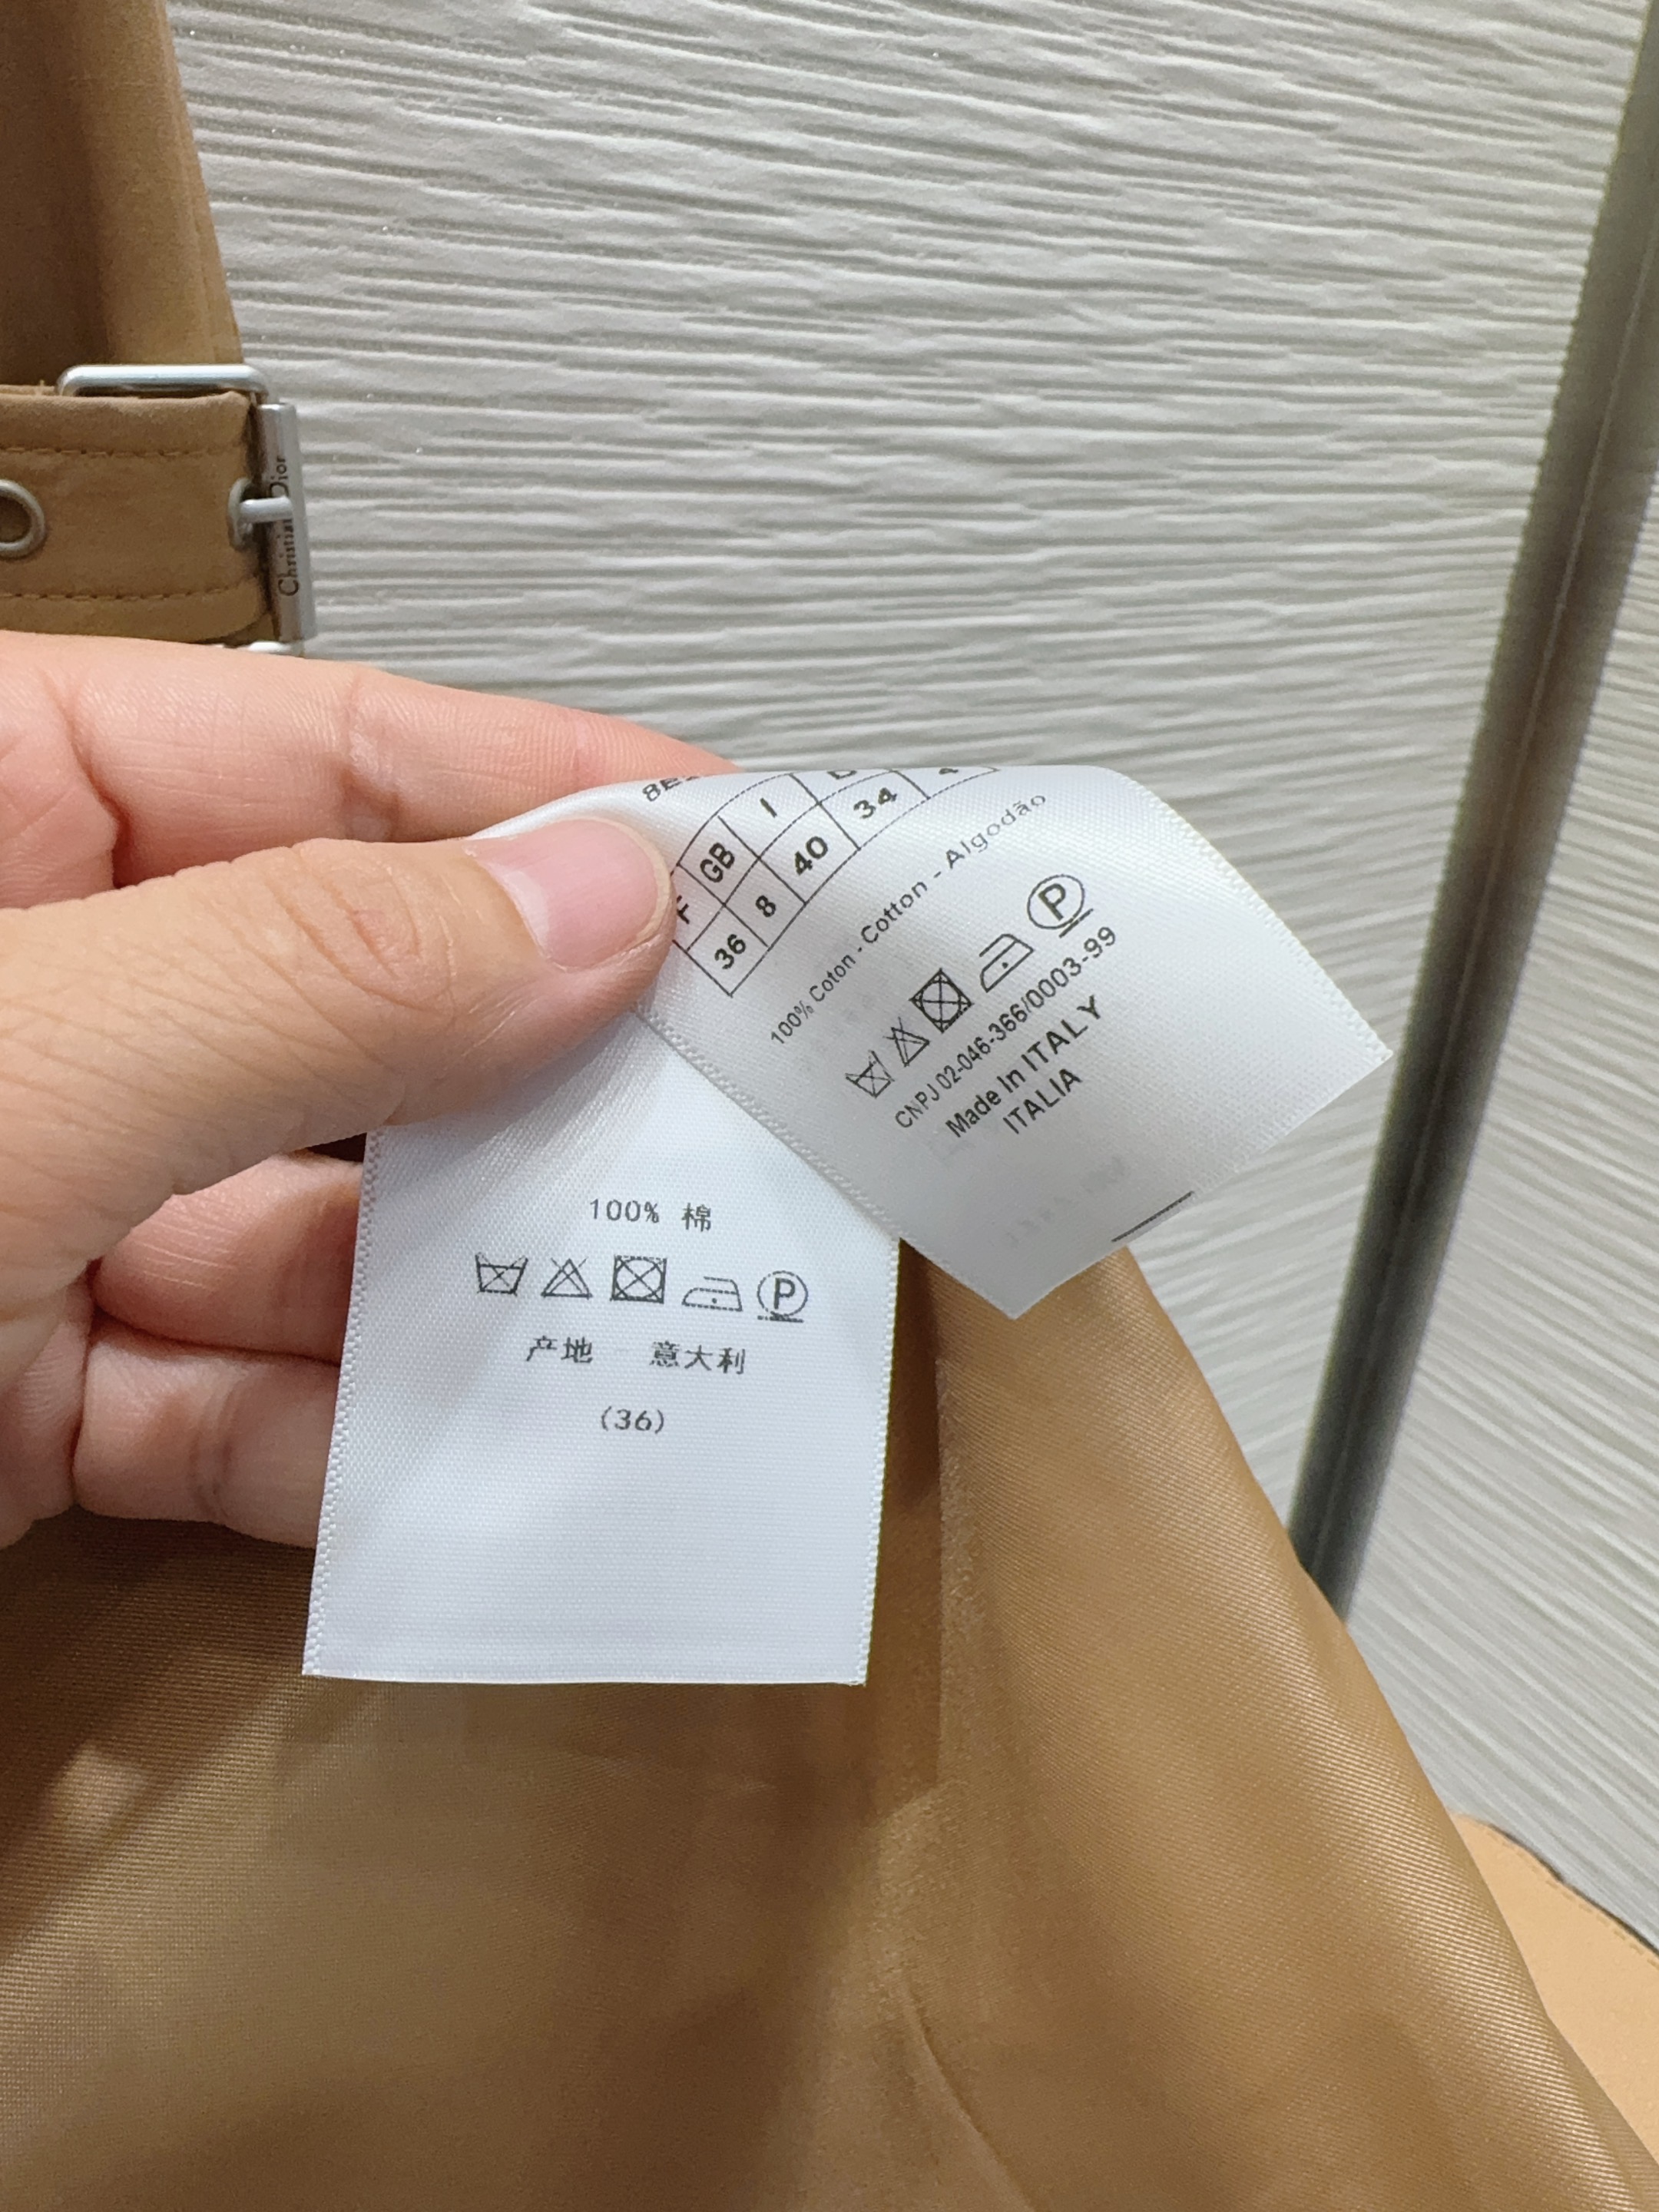 Christian Dior
F GB I
36 8 40 34
100% Coton - Cotton - Algodão
P
CNPJ 02-046-366/0003-99
Made In ITALY
ITALIA
100% 棉
P
产地 意大利
(36)